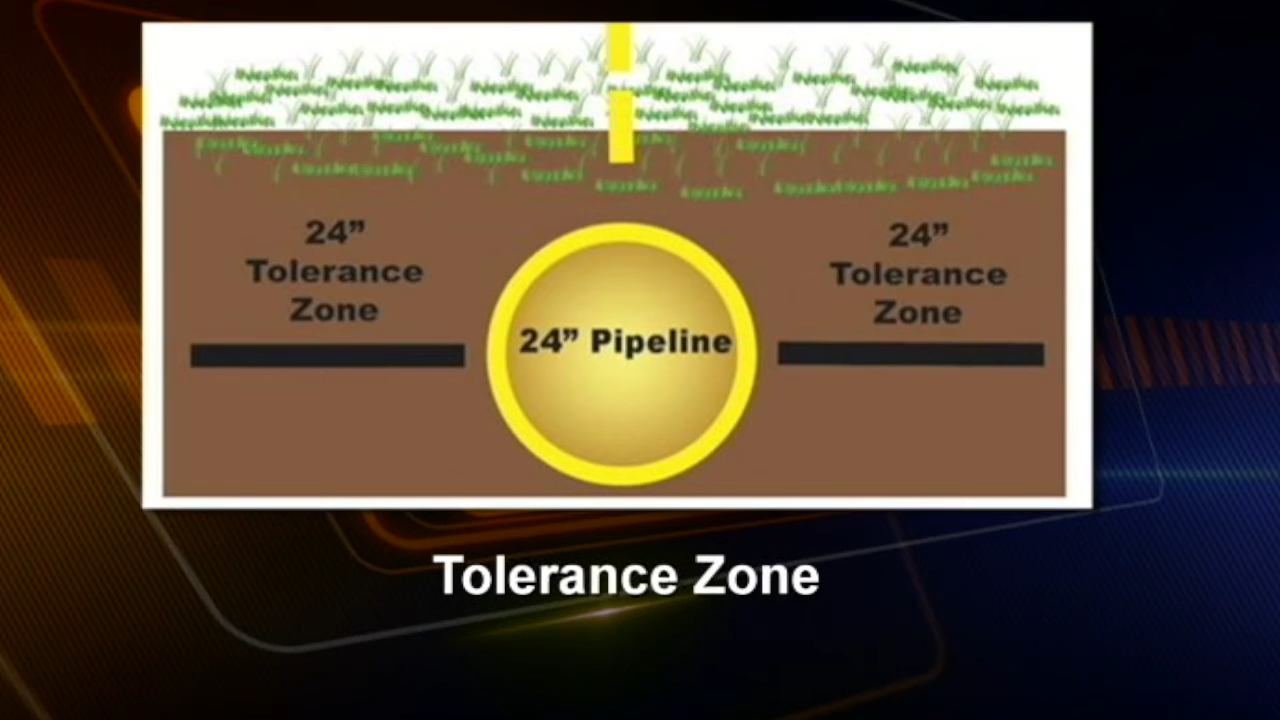 24”
Tolerance
Zone
24” Pipeline
24”
Tolerance
Zone
Tolerance Zone